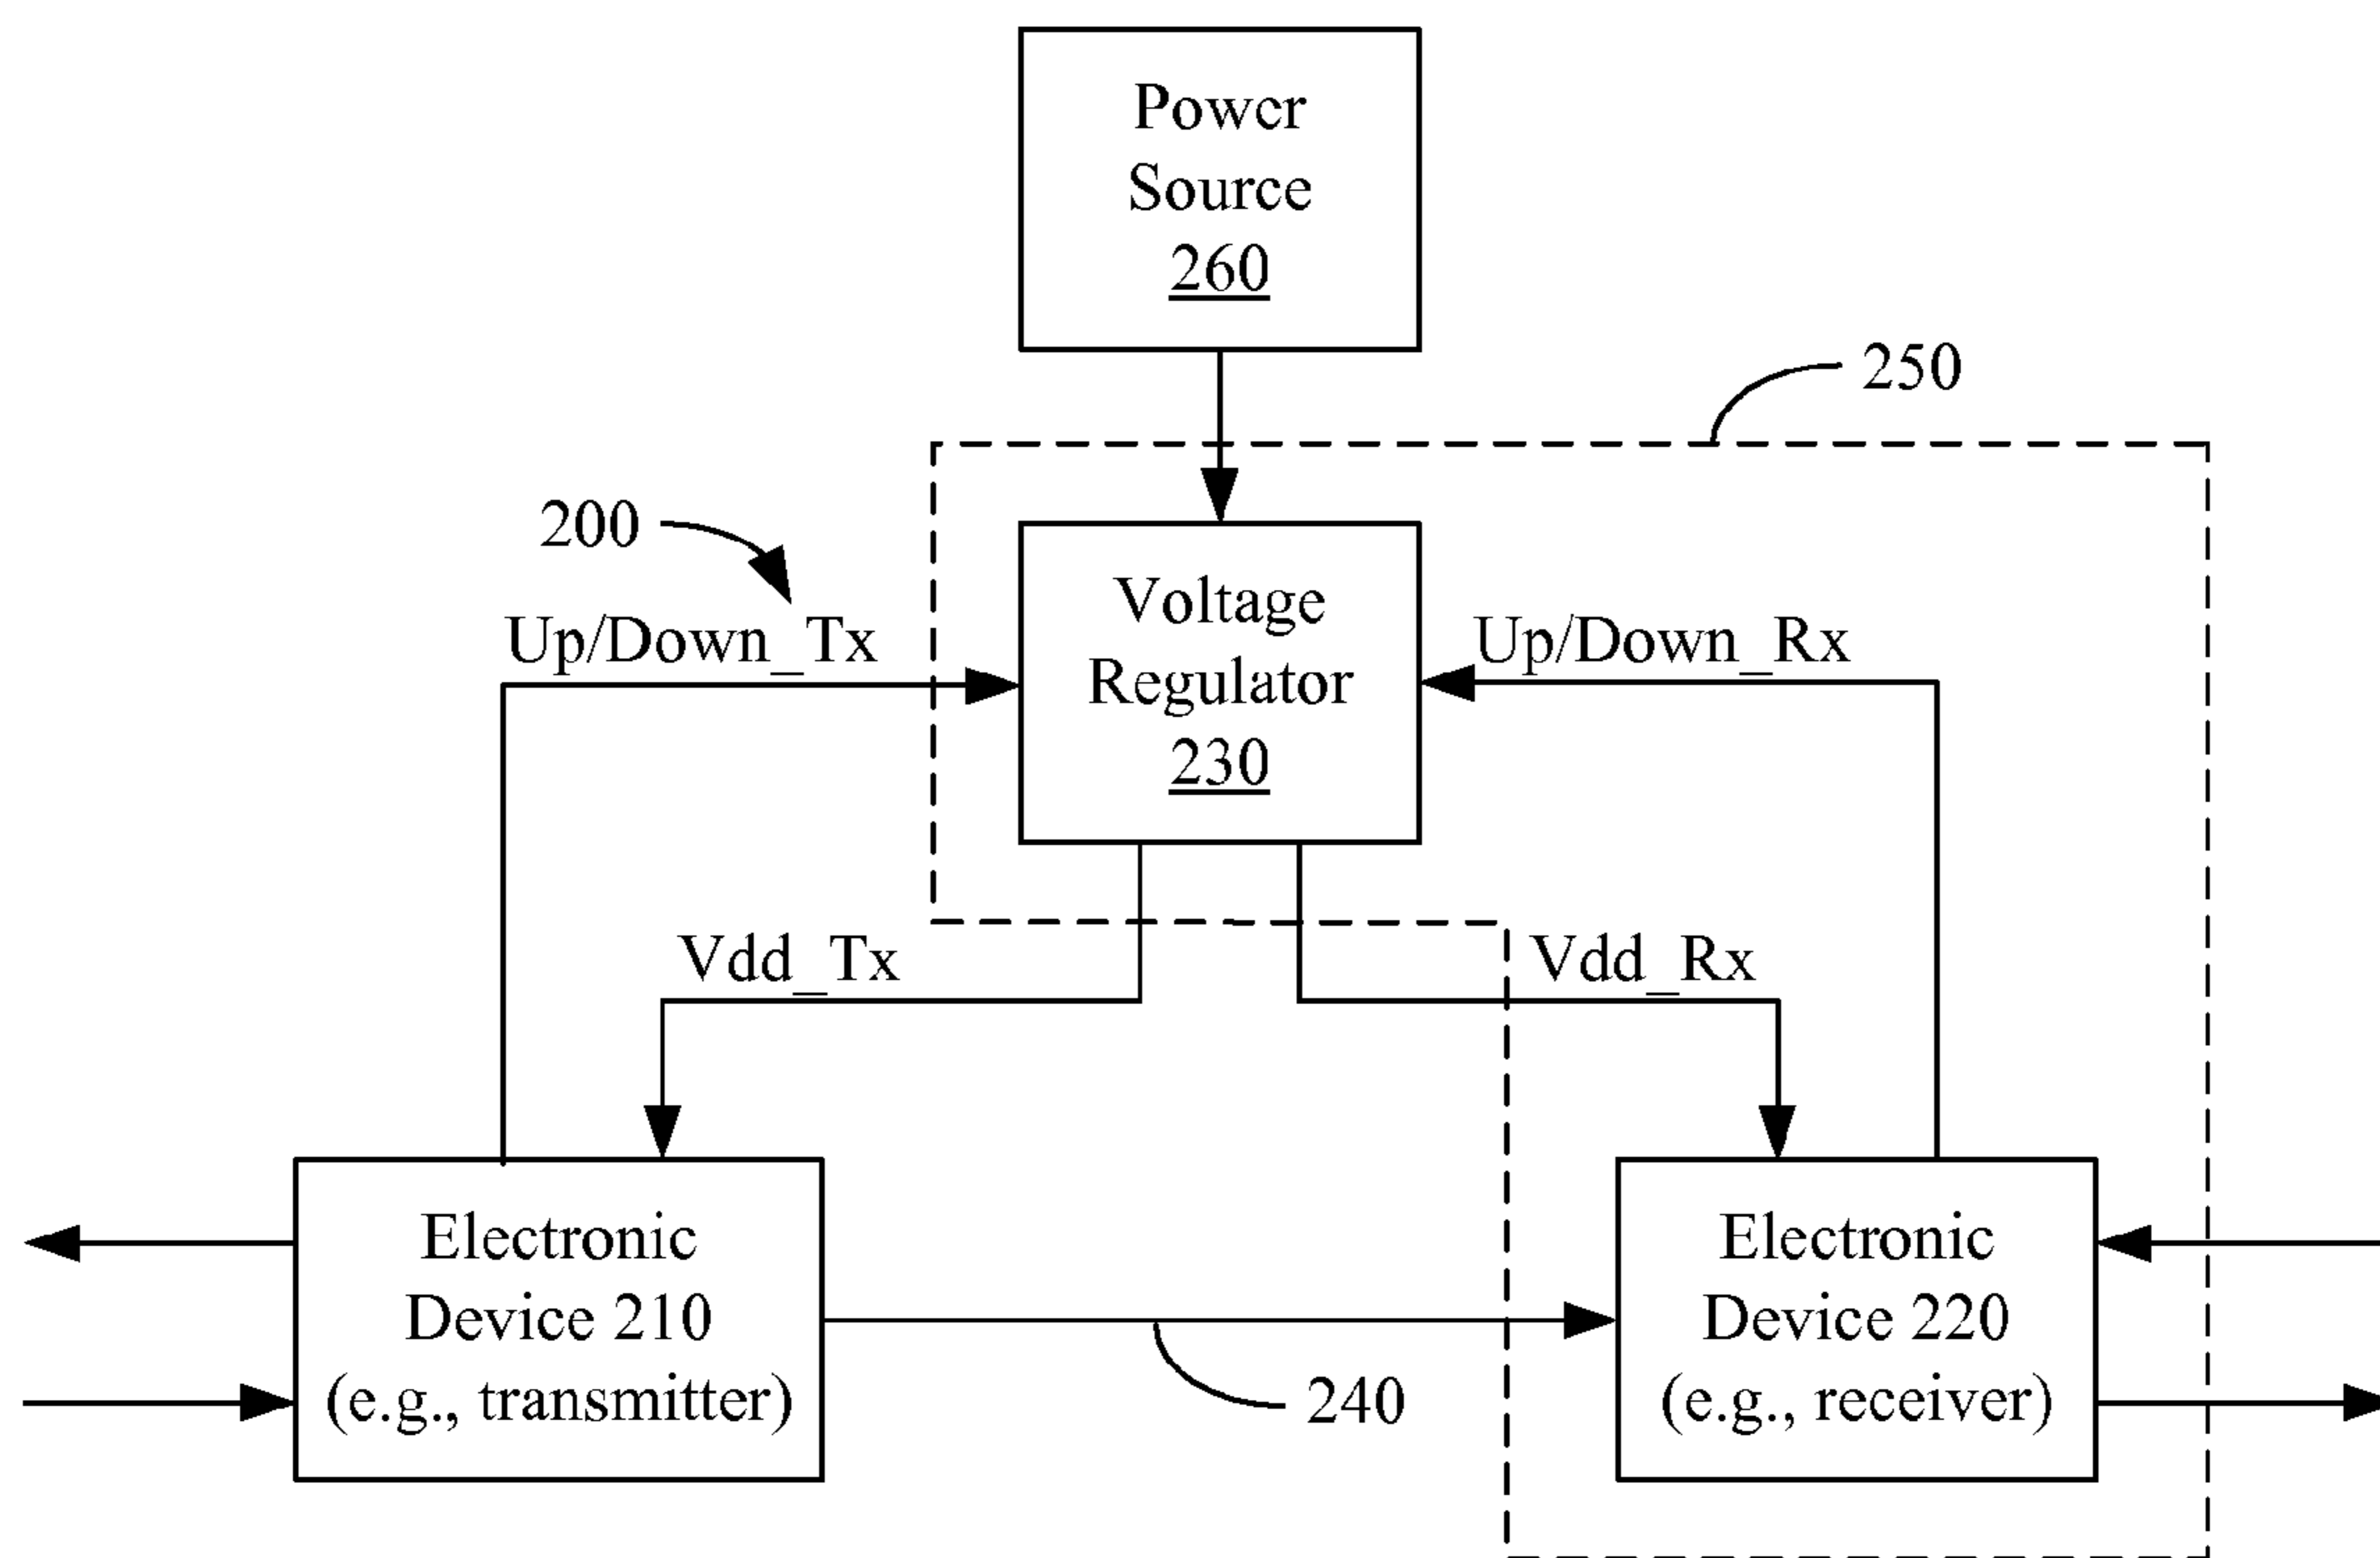 Power
Source
260
250
200
Voltage
Regulator
230
Up/Down_Tx
Up/Down_Rx
Vdd_Tx
Vdd_Rx
Electronic
Device 210
(e.g., transmitter)
Electronic
Device 220
(e.g., receiver)
240